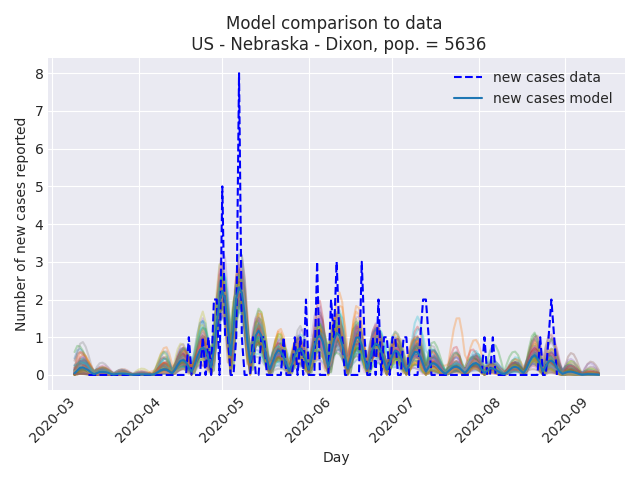 Model comparison to data
US - Nebraska - Dixon, pop. = 5636
new cases data
new cases model
Number of new cases reported
8
7
6
5
4
3
2
1
0
2020-03
2020-04
2020-05
2020-06
2020-07
2020-08
2020-09
Day